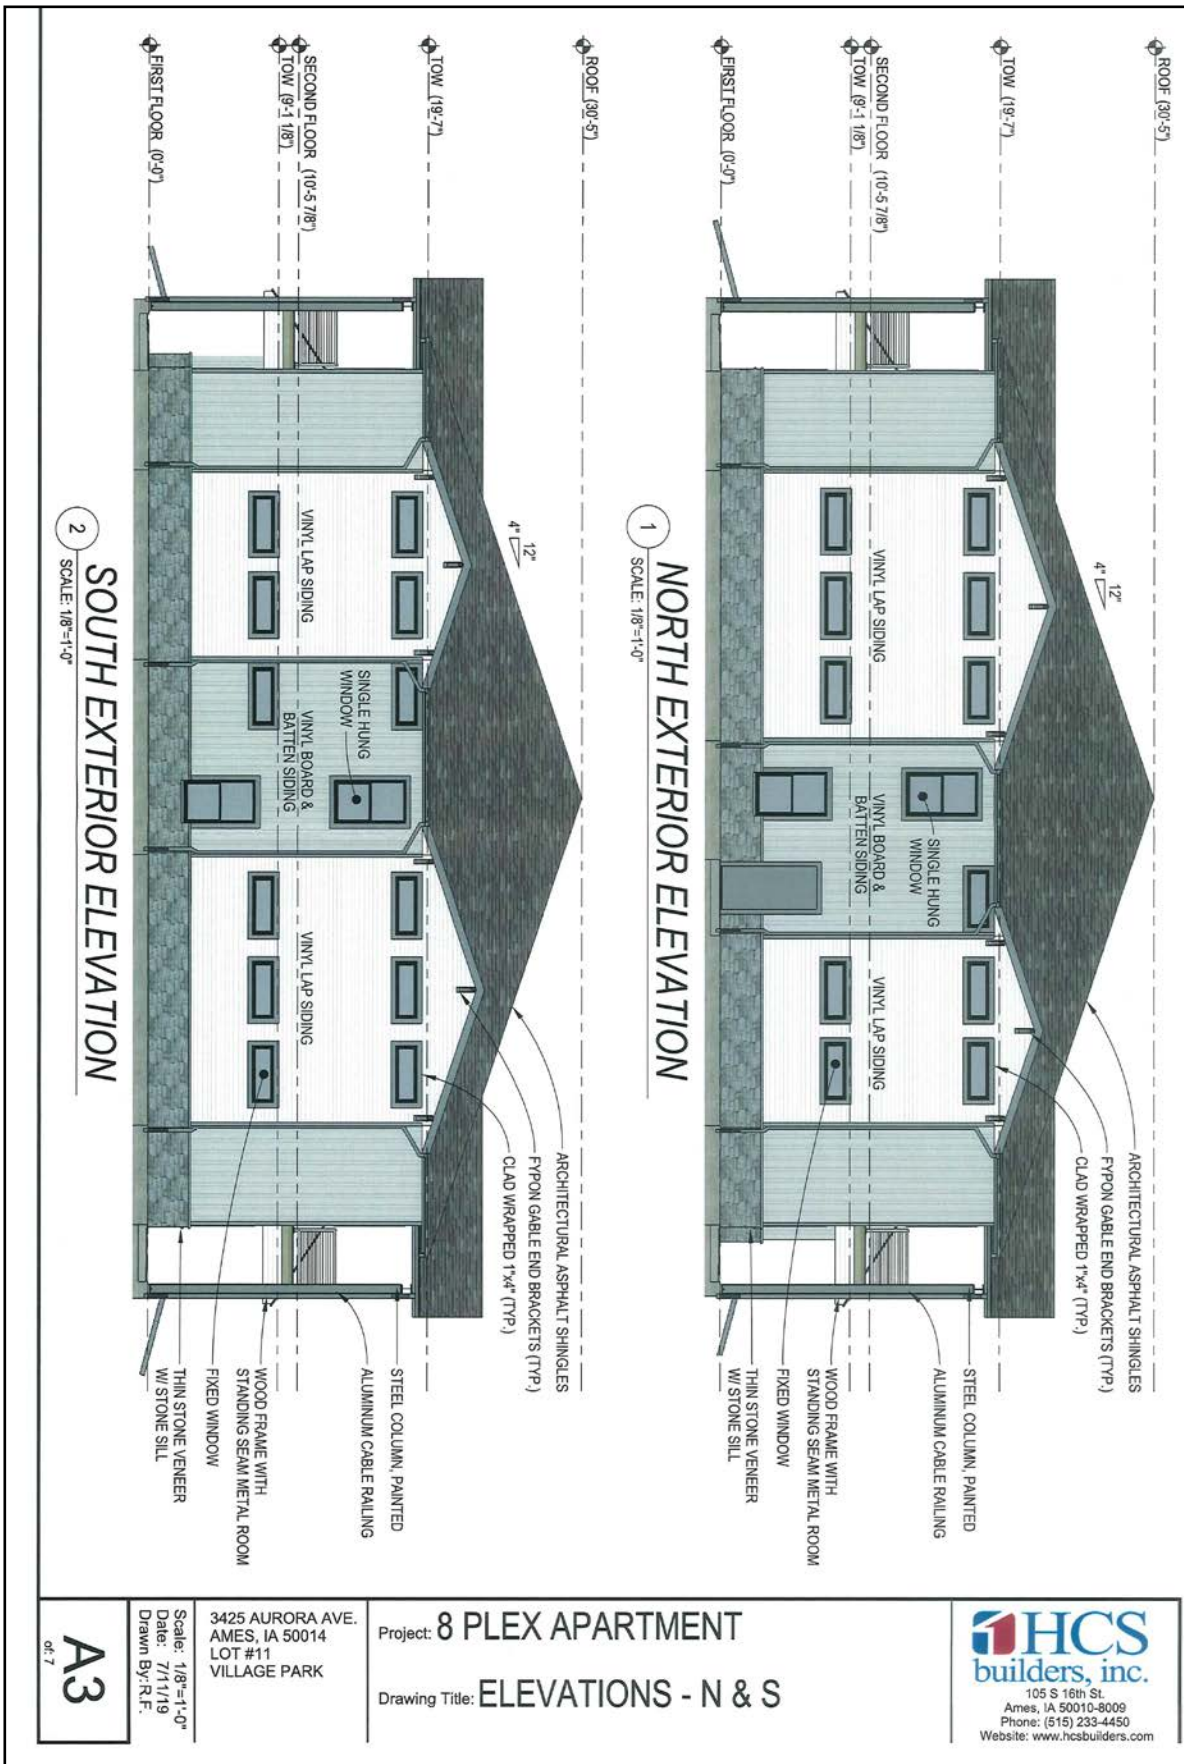 ROOF (30'-5")
TOW (19'-7")
SECOND FLOOR (10'-5 7/8")
TOW (9'-1 1/8")
FIRST FLOOR (0'-0")
12"
4"
VINYL LAP SIDING
SINGLE HUNG
WINDOW
VINYL BOARD &
BATTEN SIDING
VINYL LAP SIDING
ARCHITECTURAL ASPHALT SHINGLES
FYPON GABLE END BRACKETS (TYP.)
CLAD WRAPPED 1"x4" (TYP.)
STEEL COLUMN, PAINTED
ALUMINUM CABLE RAILING
WOOD FRAME WITH
STANDING SEAM METAL ROOM
FIXED WINDOW
THIN STONE VENEER
W/ STONE SILL
1
NORTH EXTERIOR ELEVATION
SCALE: 1/8"=1'-0"
ROOF (30'-5")
TOW (19'-7")
SECOND FLOOR (10'-5 7/8")
TOW (9'-1 1/8")
FIRST FLOOR (0'-0")
12"
4"
VINYL LAP SIDING
SINGLE HUNG
WINDOW
VINYL BOARD &
BATTEN SIDING
VINYL LAP SIDING
ARCHITECTURAL ASPHALT SHINGLES
FYPON GABLE END BRACKETS (TYP.)
CLAD WRAPPED 1"x4" (TYP.)
STEEL COLUMN, PAINTED
ALUMINUM CABLE RAILING
WOOD FRAME WITH
STANDING SEAM METAL ROOM
FIXED WINDOW
THIN STONE VENEER
W/ STONE SILL
2
SOUTH EXTERIOR ELEVATION
SCALE: 1/8"=1'-0"
HCS
builders, inc.
105 S 16th St.
Ames, IA 50010-8009
Phone: (515) 233-4450
Website: www.hcsbuilders.com
Project: 8 PLEX APARTMENT
Drawing Title: ELEVATIONS - N & S
3425 AURORA AVE.
AMES, IA 50014
LOT #11
VILLAGE PARK
Scale: 1/8"=1'-0"
Date: 7/11/19
Drawn By: R.F.
A3
of: 7